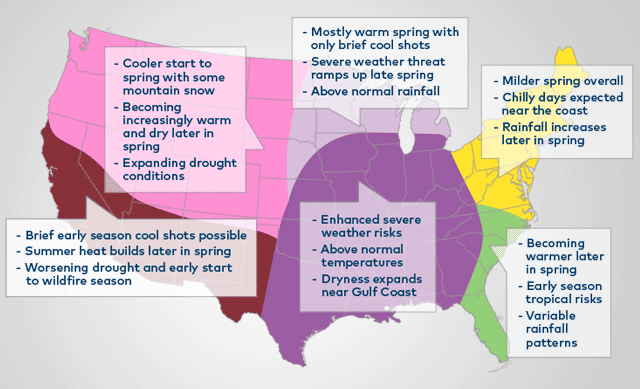 - Cooler start to
spring with some
mountain snow
- Becoming
increasingly warm
and dry later in
spring
- Expanding drought
conditions
- Mostly warm spring with
only brief cool shots
- Severe weather threat
ramps up late spring
- Above normal rainfall
- Milder spring overall
- Chilly days expected
near the coast
- Rainfall increases
later in spring
- Brief early season cool shots possible
- Summer heat builds later in spring
- Worsening drought and early start
to wildfire season
- Enhanced severe
weather risks
- Above normal
temperatures
- Dryness expands
near Gulf Coast
- Becoming
warmer later
in spring
- Early season
tropical risks
- Variable
rainfall
patterns